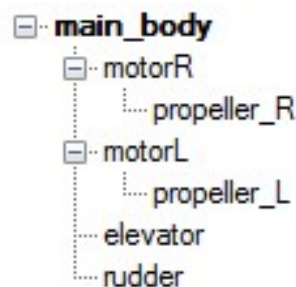 main_body
motorR
propeller_R
motorL
propeller_L
elevator
rudder